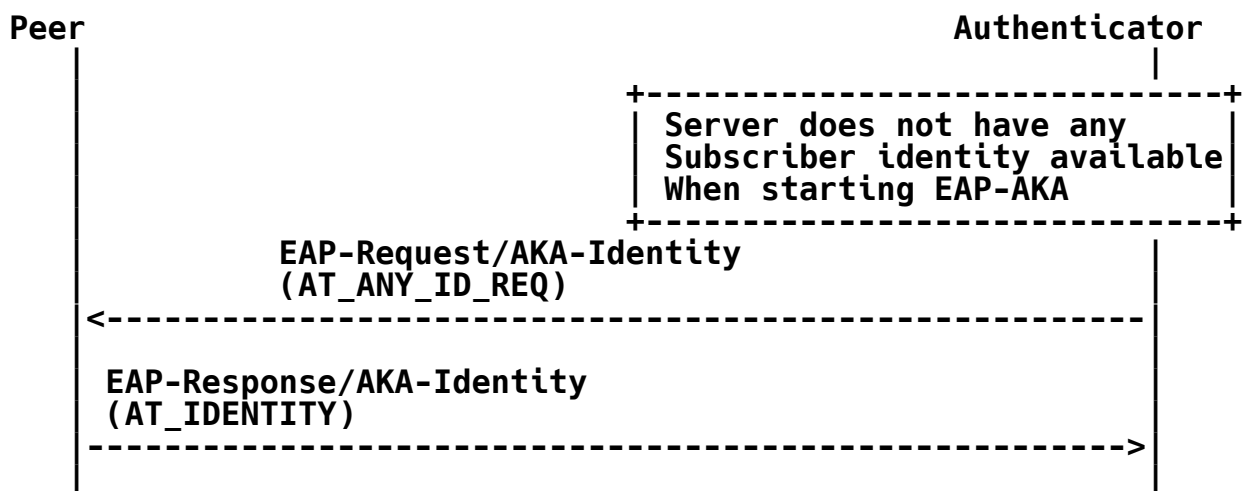 Peer Authenticator
Server does not have any
Subscriber identity available
When starting EAP-AKA
EAP-Request/AKA-Identity
(AT_ANY_ID_REQ)
EAP-Response/AKA-Identity
(AT_IDENTITY)